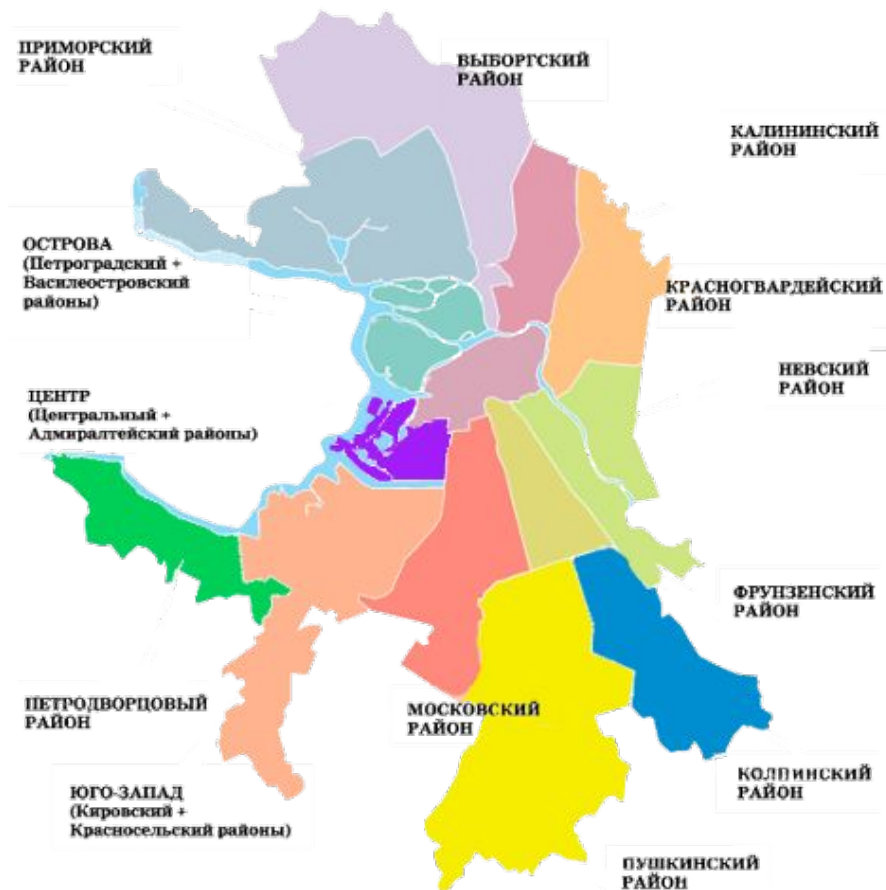 ПРИМОРСКИЙ
РАЙОН
ВЫБОРГСКИЙ
РАЙОН
КАЛИНИНСКИЙ
РАЙОН
ОСТРОВА
(Петроградский +
Василеостровский
районы)
КРАСНОГВАРДЕЙСКИЙ
РАЙОН
НЕВСКИЙ
РАЙОН
ЦЕНТР
(Центральный +
Адмиралтейский районы)
ФРУНЗЕНСКИЙ
РАЙОН
ПЕТРОДВОРЦОВЫЙ
РАЙОН
МОСКОВСКИЙ
РАЙОН
КОЛПИНСКИЙ
РАЙОН
ЮГО-ЗАПАД
(Кировский +
Красносельский районы)
ПУШКИНСКИЙ
РАЙОН